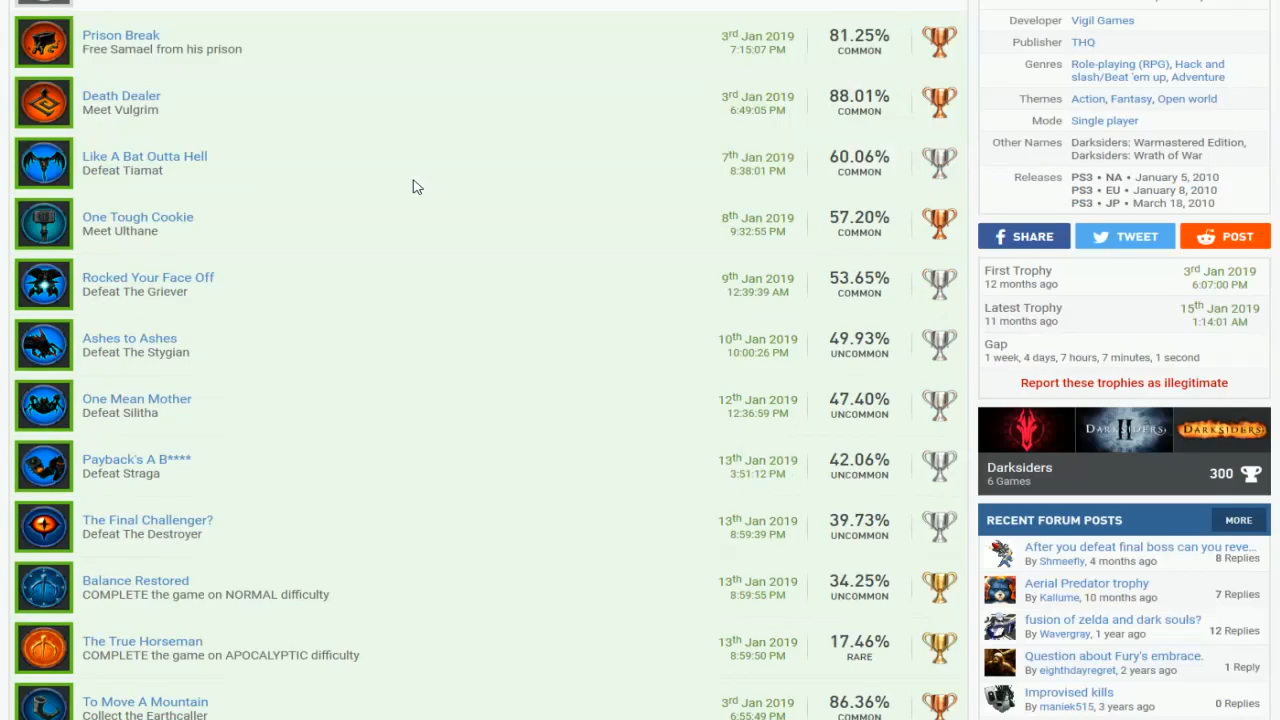 Prison Break
Free Samael from his prison
3rd Jan 2019
7:15:07 PM
81.25%
COMMON
Death Dealer
Meet Vulgrim
3rd Jan 2019
6:49:05 PM
88.01%
COMMON
Like A Bat Outta Hell
Defeat Tiamat
7th Jan 2019
8:38:01 PM
60.06%
COMMON
One Tough Cookie
Meet Ulthane
8th Jan 2019
9:32:55 PM
57.20%
COMMON
Rocked Your Face Off
Defeat The Griever
9th Jan 2019
12:39:39 AM
53.65%
COMMON
Ashes to Ashes
Defeat The Stygian
10th Jan 2019
10:00:26 PM
49.93%
UNCOMMON
One Mean Mother
Defeat Silitha
12th Jan 2019
12:36:59 PM
47.40%
UNCOMMON
Payback's A B****
Defeat Straga
13th Jan 2019
3:51:12 PM
42.06%
UNCOMMON
The Final Challenger?
Defeat The Destroyer
13th Jan 2019
8:59:39 PM
39.73%
UNCOMMON
Balance Restored
COMPLETE the game on NORMAL difficulty
13th Jan 2019
8:59:55 PM
34.25%
UNCOMMON
The True Horseman
COMPLETE the game on APOCALYPTIC difficulty
13th Jan 2019
8:59:50 PM
17.46%
RARE
To Move A Mountain
Collect the Earthcaller
3rd Jan 2019
6:55:49 PM
86.36%
COMMON
Developer Vigil Games
Publisher THQ
Genres Role-playing (RPG), Hack and
slash/Beat 'em up, Adventure
Themes Action, Fantasy, Open world
Mode Single player
Other Names Darksiders: Warmastered Edition,
Darksiders: Wrath of War
Releases PS3 • NA • January 5, 2010
PS3 • EU • January 8, 2010
PS3 • JP • March 18, 2010
SHARE
TWEET
POST
First Trophy 3rd Jan 2019
12 months ago 6:07:00 PM
Latest Trophy 15th Jan 2019
11 months ago 1:14:01 AM
Gap
1 week, 4 days, 7 hours, 7 minutes, 1 second
Report these trophies as illegitimate
DARKSIDERS
II
DARKSIDERS
Darksiders
6 Games
300
RECENT FORUM POSTS
MORE
After you defeat final boss can you reve...
By Shmeefly, 4 months ago
8 Replies
Aerial Predator trophy
By Kallume, 10 months ago
7 Replies
fusion of zelda and dark souls?
By Wavergray, 1 year ago
12 Replies
Question about Fury's embrace.
By eighthdayregret, 2 years ago
1 Reply
Improvised kills
By maniek515, 3 years ago
0 Replies